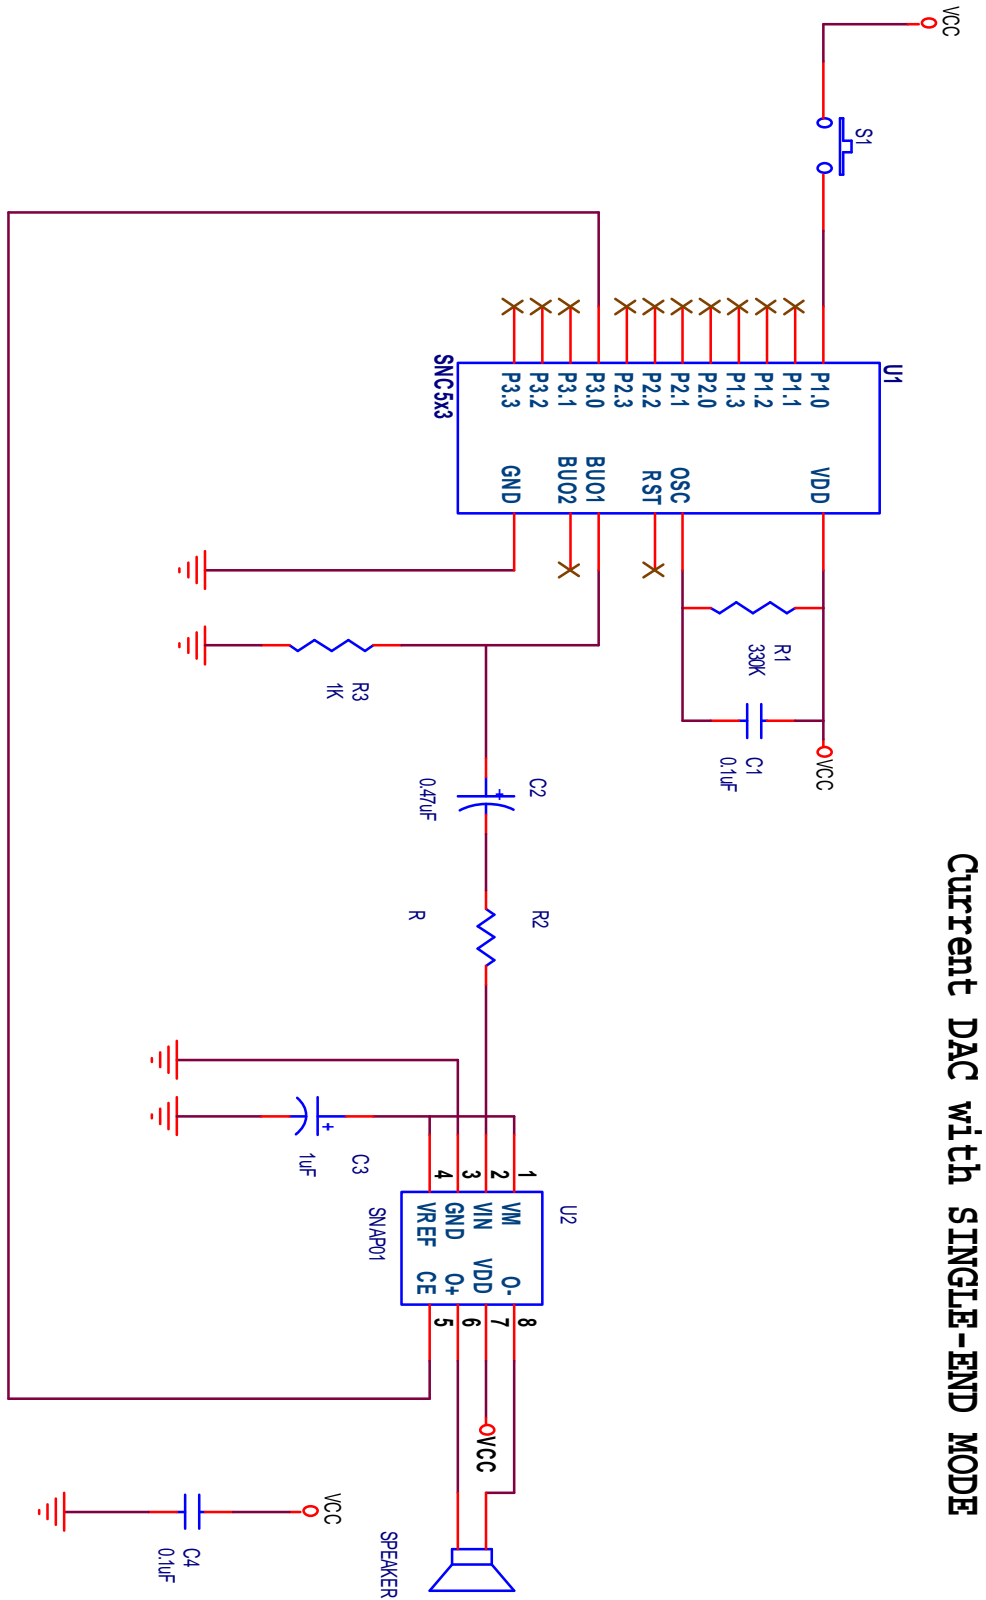 Current DAC with SINGLE-END MODE
VCC
S1
U1
P1.0
P1.1
P1.2
P1.3
P2.0
P2.1
P2.2
P2.3
P3.0
P3.1
P3.2
P3.3
VDD
OSC
RST
BUO1
BUO2
GND
SNC5x3
R1
330K
VCC
C1
0.1uF
R3
1K
C2
0.47uF
R2
R
C3
1uF
U2
1
2
3
4
VM
VIN
GND
VREF
O-
VDD
O+
CE
8
7
6
5
SNAP01
VCC
SPEAKER
VCC
C4
0.1uF